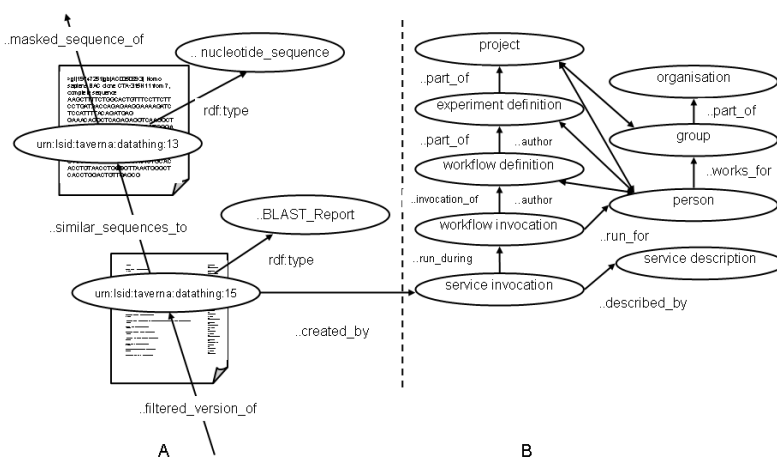 ..masked_sequence_of
.. nucleotide_sequence
complete sequence
rdf:type
urn:lsid:taverna:datathing:13
..similar_sequences_to
..BLAST_Report
rdf:type
urn:lsid:taverna:datathing:15
..created_by
..filtered_version_of
A
project
..part_of
organisation
experiment definition
..part_of
..part_of
..author
group
workflow definition
..works_for
..invocation_of
..author
person
workflow invocation
..run_for
..run_during
service description
service invocation
..described_by
B